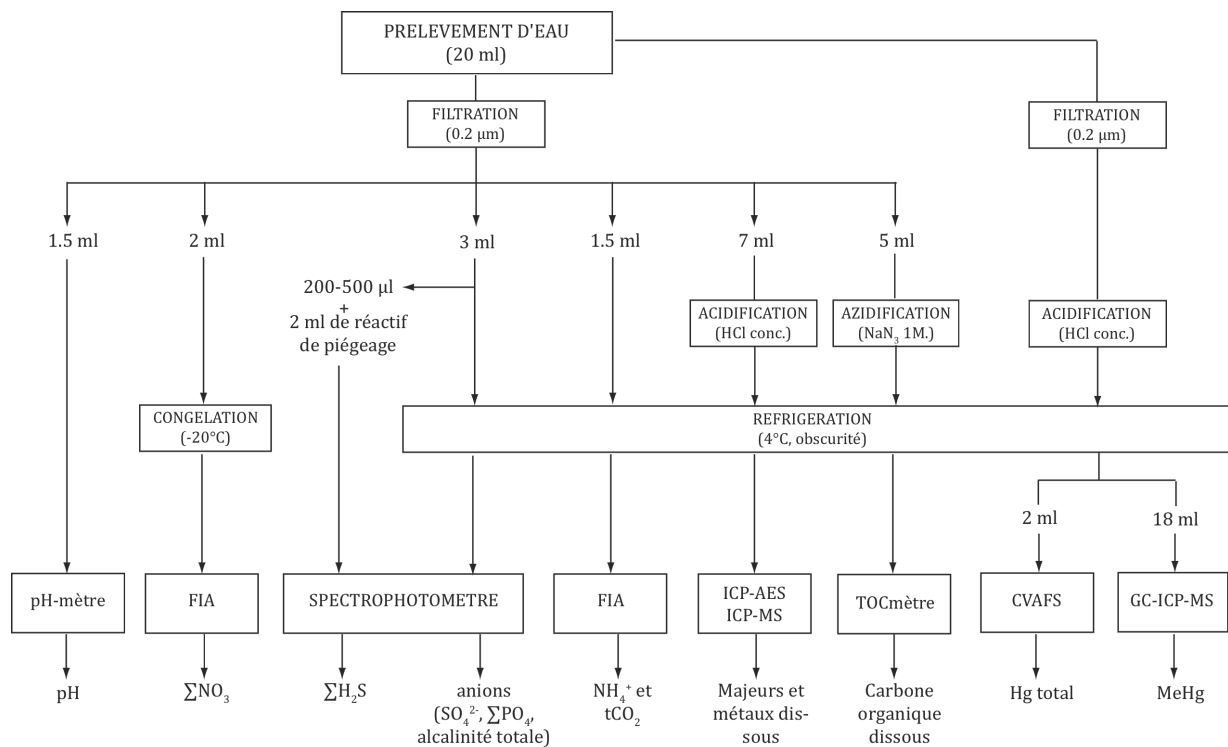 PRELEVEMENT D'EAU
(20 ml)
FILTRATION
(0.2 µm)
FILTRATION
(0.2 µm)
1.5 ml
2 ml
3 ml
1.5 ml
7 ml
5 ml
200-500 µl
+
2 ml de réactif
de piégeage
ACIDIFICATION
(HCl conc.)
AZIDIFICATION
(NaN₃ 1M.)
ACIDIFICATION
(HCl conc.)
CONGELATION
(-20°C)
REFRIGERATION
(4°C, obscurité)
2 ml
18 ml
pH-mètre
FIA
SPECTROPHOTOMETRE
FIA
ICP-AES
ICP-MS
TOCmètre
CVAFS
GC-ICP-MS
pH
∑NO₃
∑H₂S
anions
(SO₄²⁻, ∑PO₄,
alcalinité totale)
NH₄⁺ et
tCO₂
Majeurs et
métaux dis-
sous
Carbone
organique
dissous
Hg total
MeHg